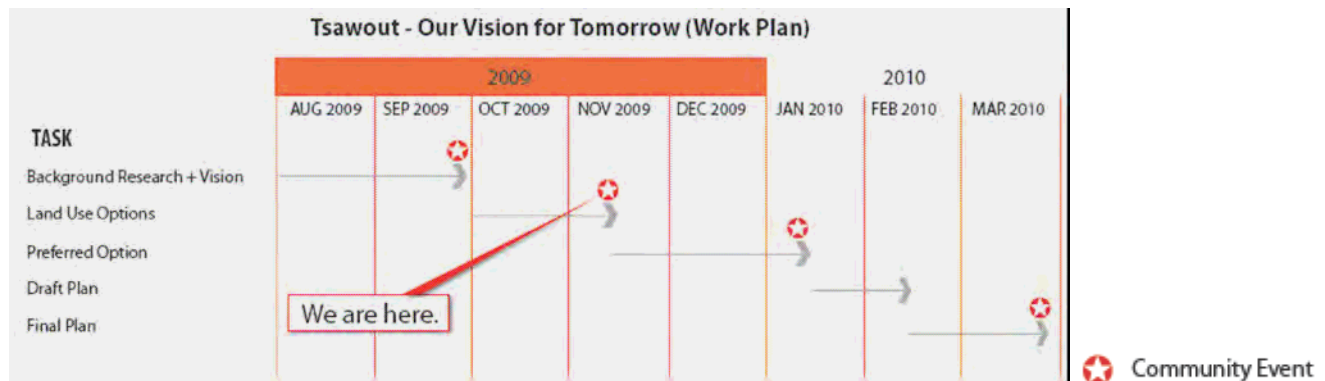 Tsawout - Our Vision for Tomorrow (Work Plan)
2009 2010
AUG 2009 SEP 2009 OCT 2009 NOV 2009 DEC 2009 JAN 2010 FEB 2010 MAR 2010
TASK
Background Research + Vision
Land Use Options
Preferred Option
Draft Plan
We are here.
Final Plan
Community Event